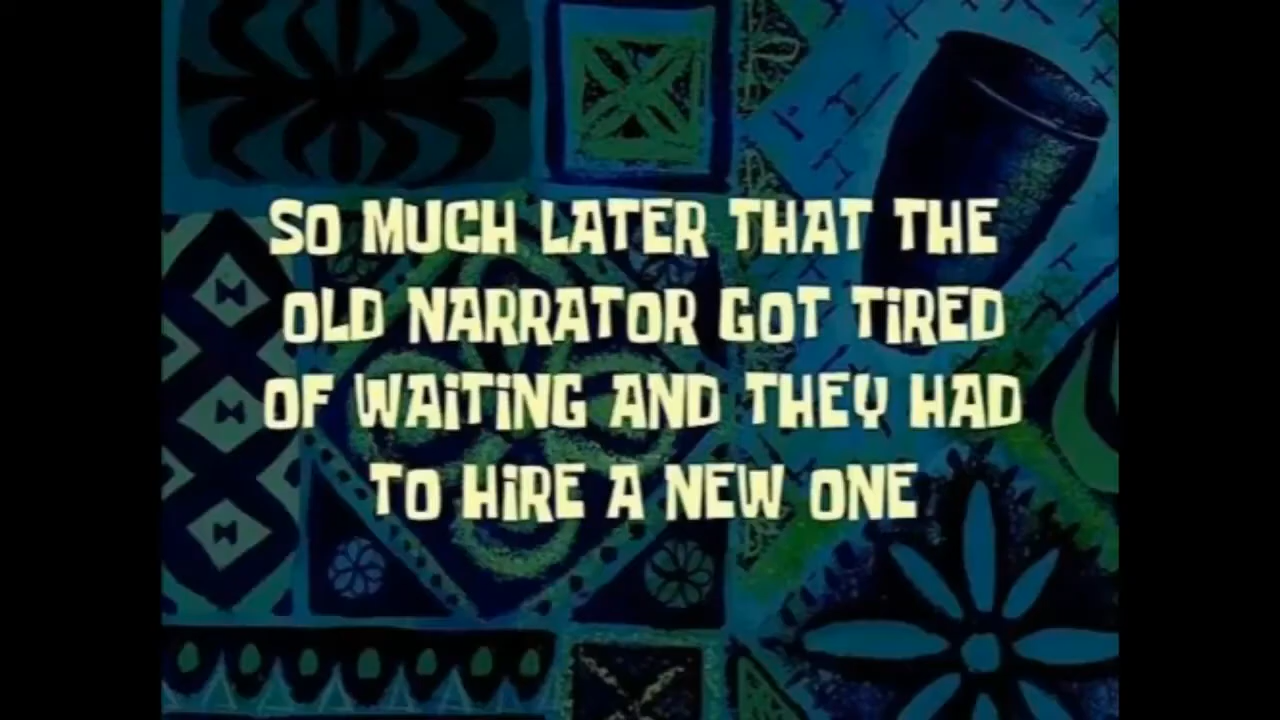 SO MUCH LATER THAT THE
OLD NARRATOR GOT TIRED
OF WAITING AND THEY HAD
TO HIRE A NEW ONE